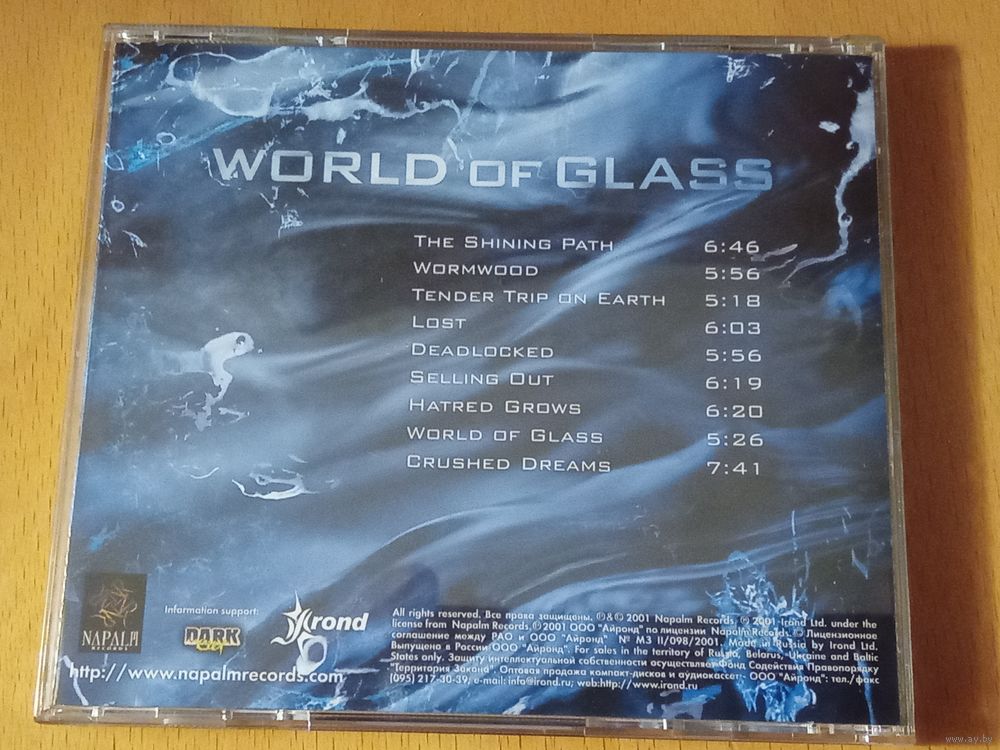 WORLD OF GLASS
THE SHINING PATH 6:46
WORMWOOD 5:56
TENDER TRIP ON EARTH 5:18
LOST 6:03
DEADLOCKED 5:56
SELLING OUT 6:19
HATRED GROWS 6:20
WORLD OF GLASS 5:26
CRUSHED DREAMS 7:41
NAPALM
RECORDS
Information support:
DARK
City
Irond
http://www.napalmrecords.com
All rights reserved. Все права защищены. ℗&© 2001 Napalm Records. ℗ 2001 Irond Ltd. under the
license from Napalm Records.℗2001 ООО "Айронд" по лицензии Napalm Records. © Лицензионное
соглашение между РАО и ООО "Айронд" № МЗ II/098/2001. Made in Russia by Irond Ltd.
Выпущено в России ООО "Айронд". For sales in the territory of Russia, Belarus, Ukraine and Baltic
States only. Защиту интеллектуальной собственности осуществляет Фонд Содействия Правопорядку
"Территория Закона". Оптовая продажа компакт-дисков и аудиокассет - ООО "Айронд": тел./факс
(095) 217-30-39; e-mail: info@irond.ru; web:http://www.irond.ru
www.av.by